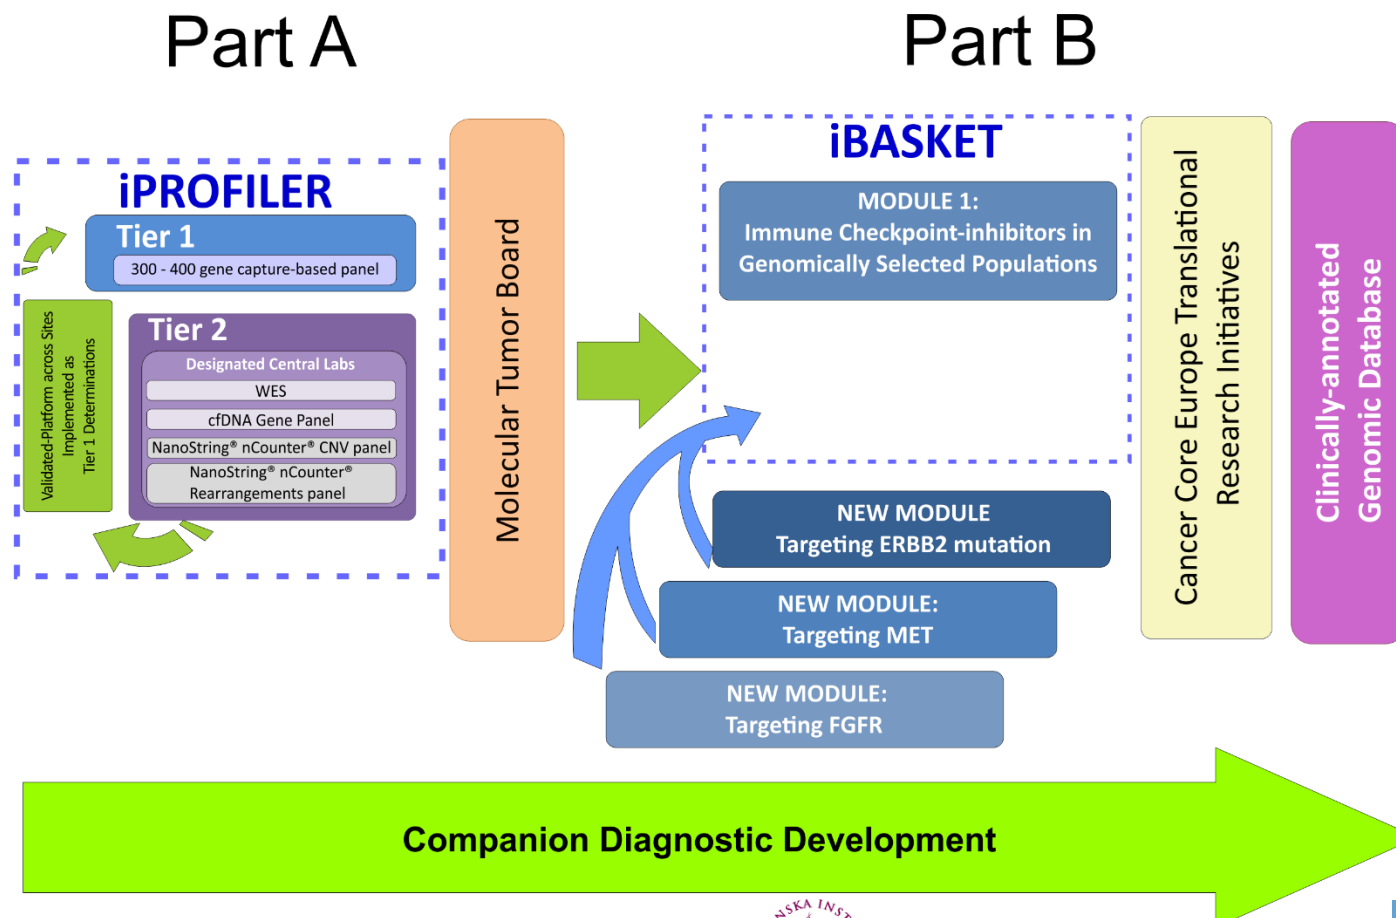 Part A
Part B
iPROFILER
Tier 1
300 - 400 gene capture-based panel
Validated-Platform across Sites
Implemented as
Tier 1 Determinations
Tier 2
Designated Central Labs
WES
cfDNA Gene Panel
NanoString® nCounter® CNV panel
NanoString® nCounter®
Rearrangements panel
Molecular Tumor Board
iBASKET
MODULE 1:
Immune Checkpoint-inhibitors in
Genomically Selected Populations
NEW MODULE
Targeting ERBB2 mutation
NEW MODULE:
Targeting MET
NEW MODULE:
Targeting FGFR
Cancer Core Europe Translational
Research Initiatives
Clinically-annotated
Genomic Database
Companion Diagnostic Development